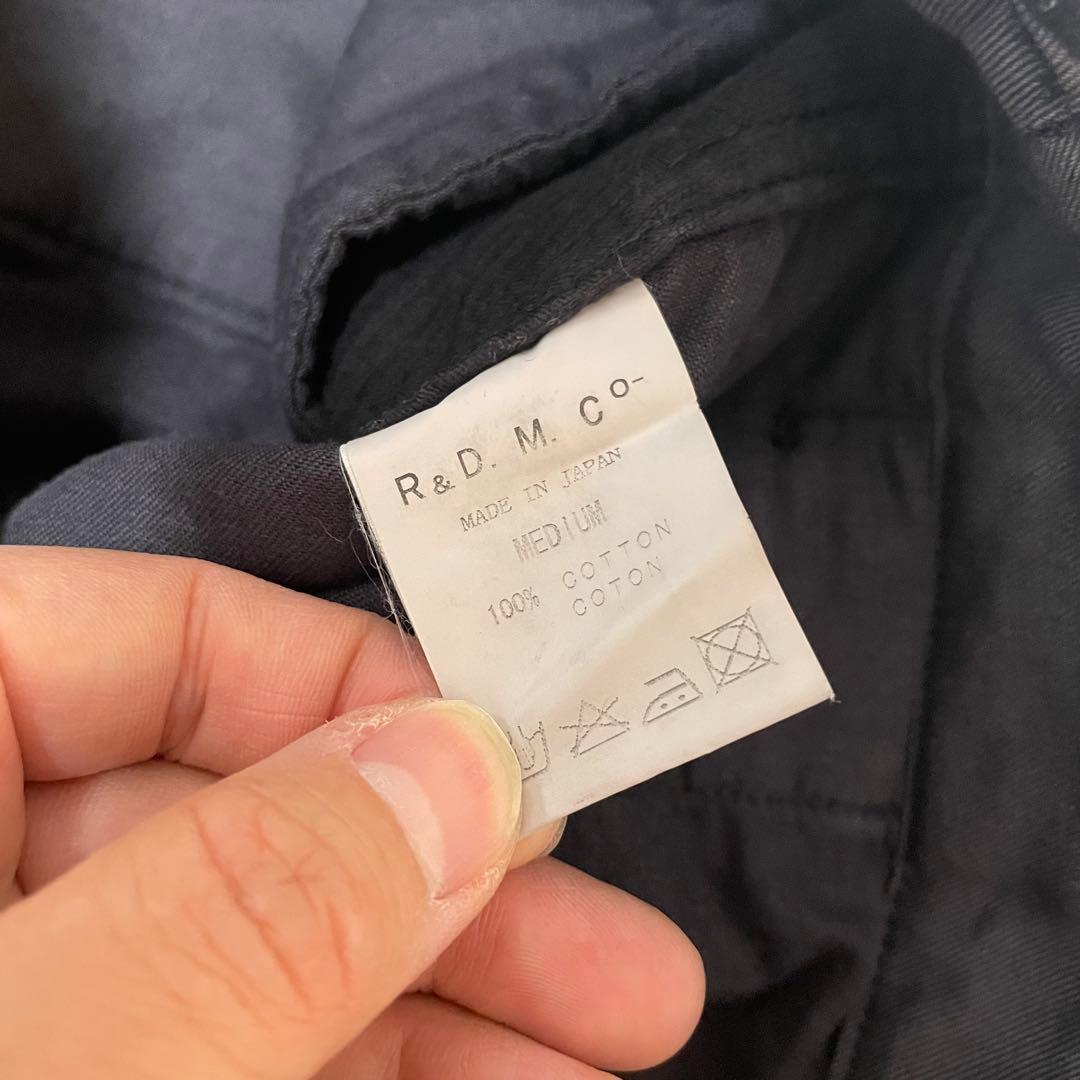 R&D. M. Co-
MADE IN JAPAN
MEDIUM
100% COTTON
COTON